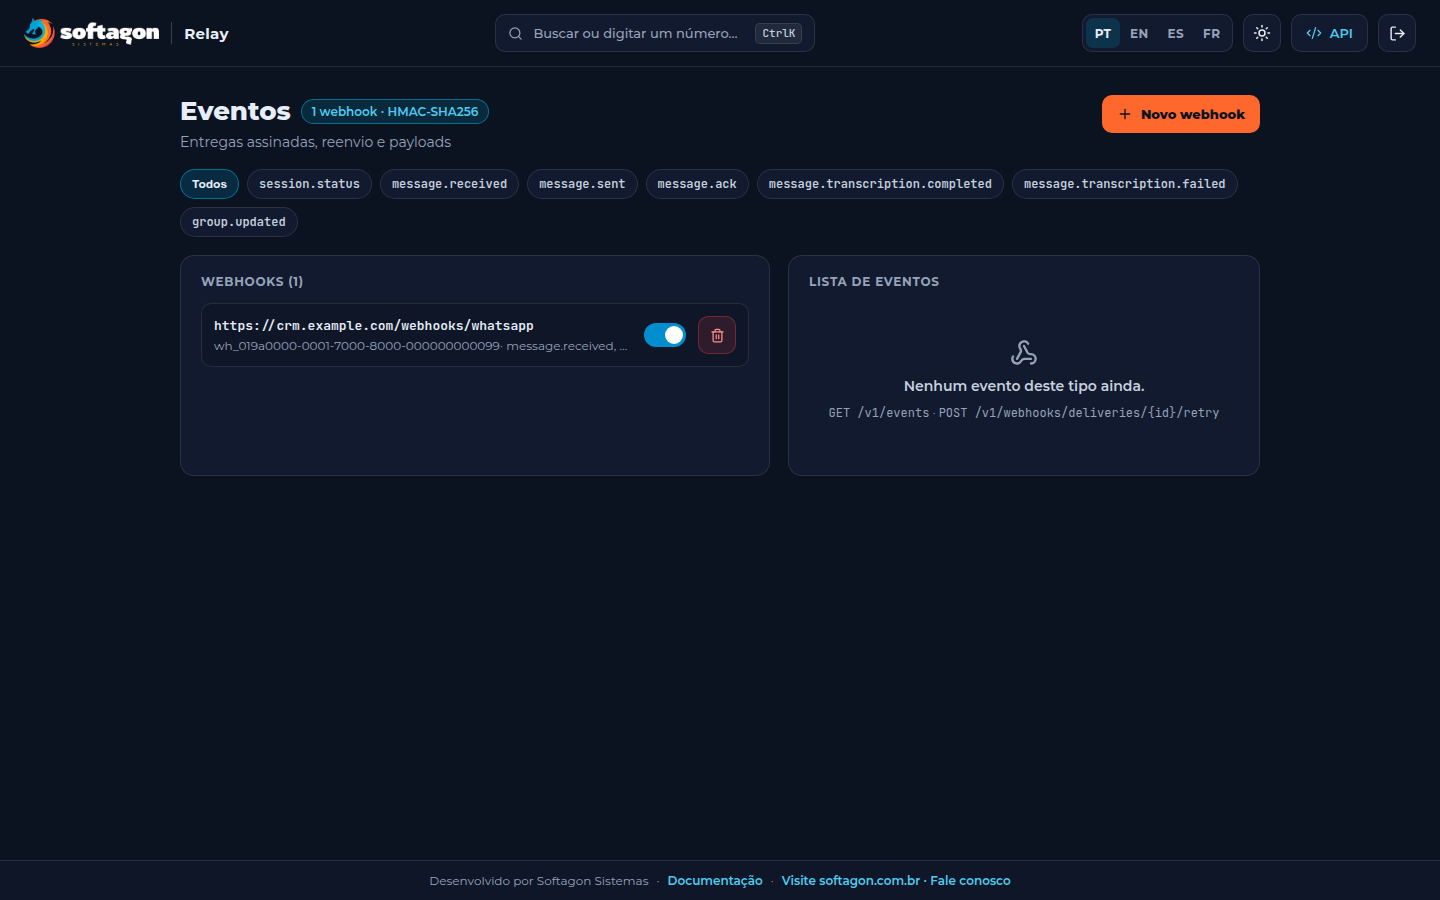 softagon
SISTEMAS
Relay
Buscar ou digitar um número...
CtrlK
PT EN ES FR
API
Eventos
1 webhook · HMAC-SHA256
Novo webhook
Entregas assinadas, reenvio e payloads
Todos session.status message.received message.sent message.ack message.transcription.completed message.transcription.failed
group.updated
WEBHOOKS (1)
https://crm.example.com/webhooks/whatsapp
wh_019a0000-0001-7000-8000-000000000099· message.received, ...
LISTA DE EVENTOS
Nenhum evento deste tipo ainda.
GET /v1/events · POST /v1/webhooks/deliveries/{id}/retry
Desenvolvido por Softagon Sistemas · Documentação · Visite softagon.com.br · Fale conosco